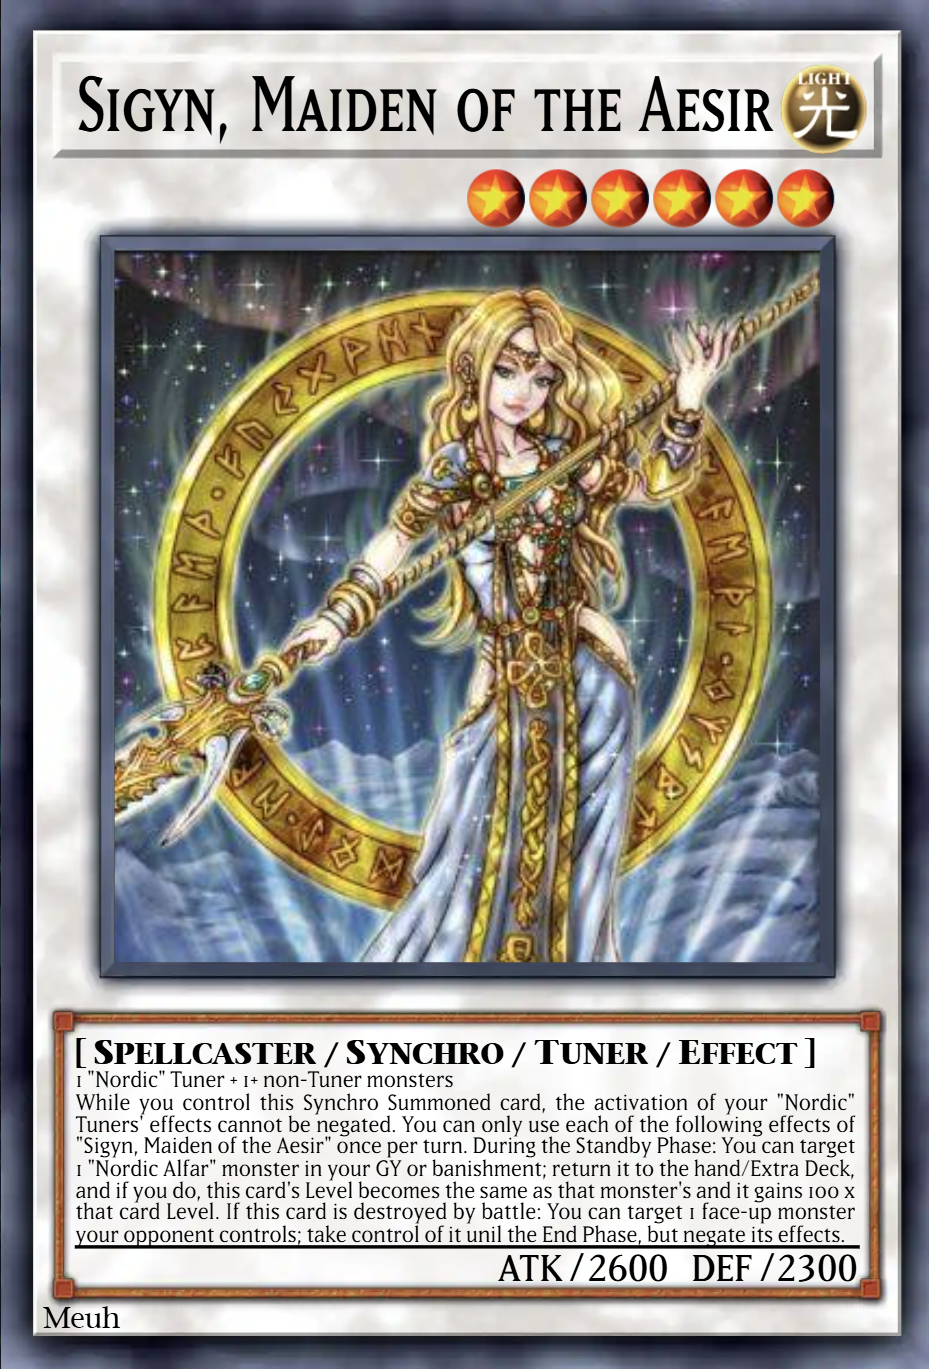 Sigyn, Maiden of the Aesir
LIGHT
光
[ Spellcaster / Synchro / Tuner / Effect ]
1 "Nordic" Tuner + 1+ non-Tuner monsters
While you control this Synchro Summoned card, the activation of your "Nordic"
Tuners' effects cannot be negated. You can only use each of the following effects of
"Sigyn, Maiden of the Aesir" once per turn. During the Standby Phase: You can target
1 "Nordic Alfar" monster in your GY or banishment; return it to the hand/Extra Deck,
and if you do, this card's Level becomes the same as that monster's and it gains 100 x
that card Level. If this card is destroyed by battle: You can target 1 face-up monster
your opponent controls; take control of it unil the End Phase, but negate its effects.
ATK/2600 DEF/2300
Meuh